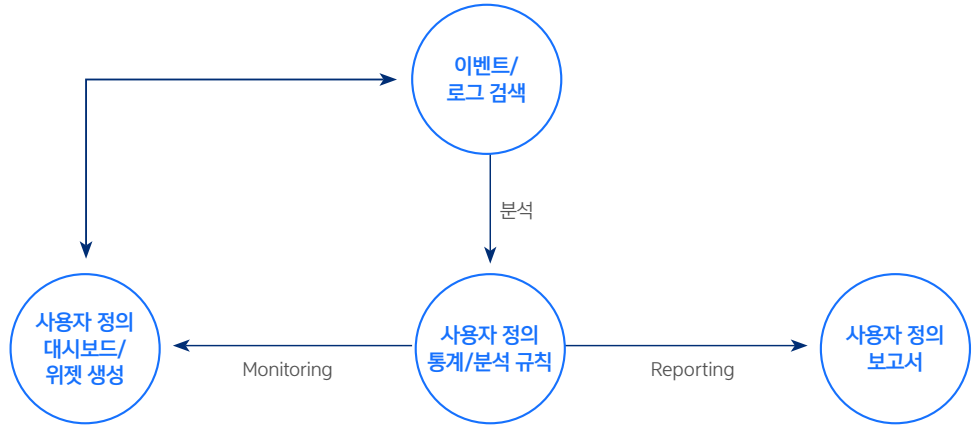 이벤트/
로그 검색
분석
사용자 정의
대시보드/
위젯 생성
Monitoring
사용자 정의
통계/분석 규칙
Reporting
사용자 정의
보고서